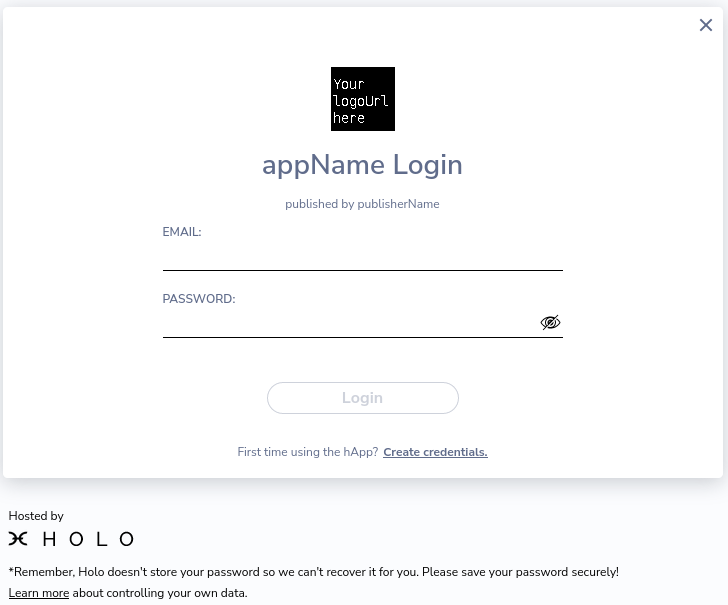 Your
logoUrl
here
appName Login
published by publisherName
EMAIL:
PASSWORD:
Login
First time using the hApp? Create credentials.
Hosted by
HOLO
*Remember, Holo doesn't store your password so we can't recover it for you. Please save your password securely!
Learn more about controlling your own data.